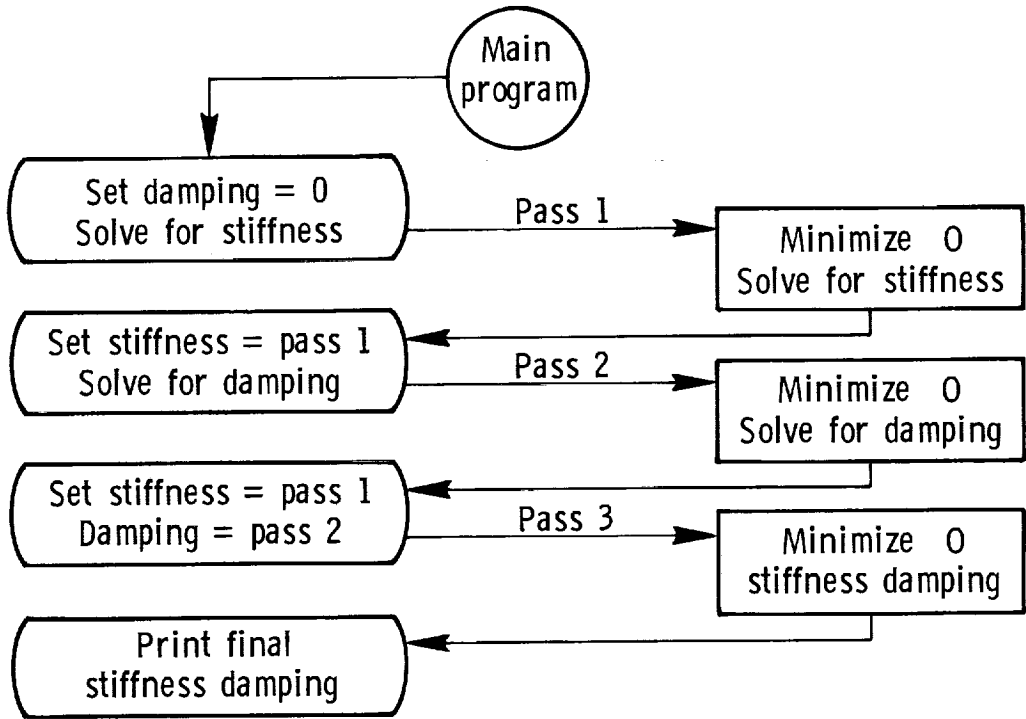 Main
program
Set damping = 0
Solve for stiffness
Pass 1
Minimize O
Solve for stiffness
Set stiffness = pass 1
Solve for damping
Pass 2
Minimize O
Solve for damping
Set stiffness = pass 1
Damping = pass 2
Pass 3
Minimize O
stiffness damping
Print final
stiffness damping